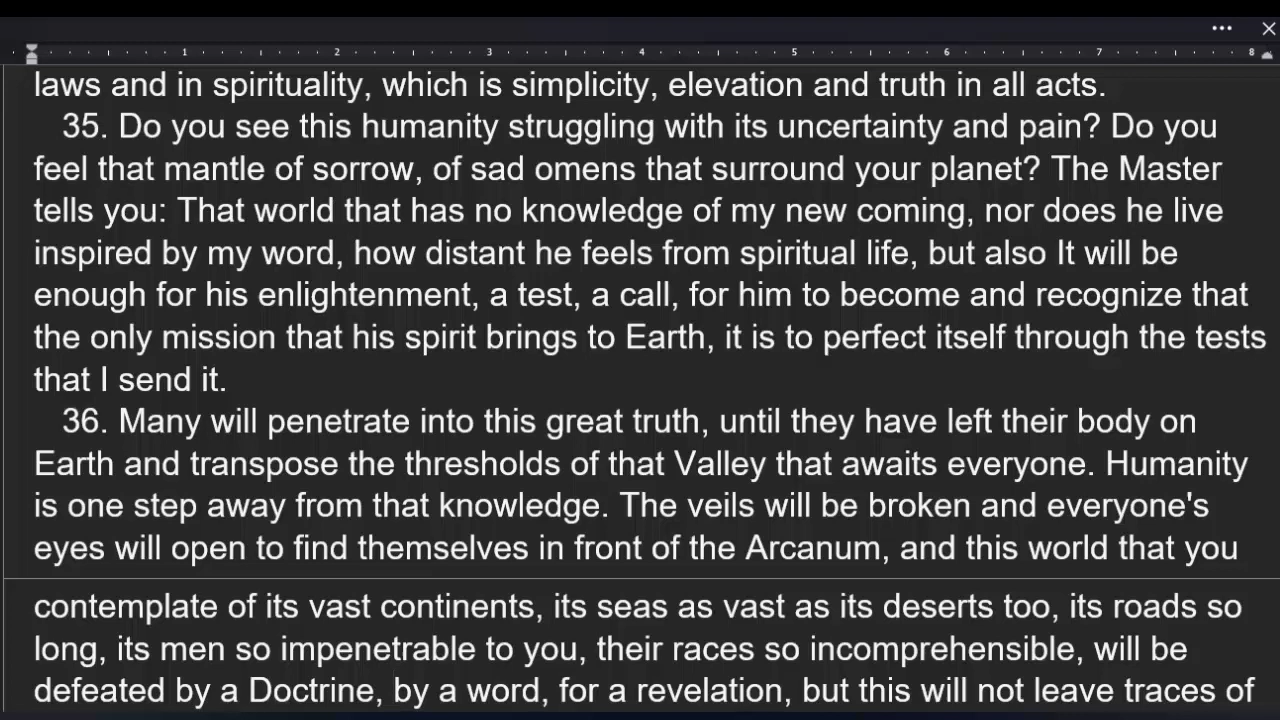 1 2 3 4 5 6 7 8
laws and in spirituality, which is simplicity, elevation and truth in all acts.
35. Do you see this humanity struggling with its uncertainty and pain? Do you
feel that mantle of sorrow, of sad omens that surround your planet? The Master
tells you: That world that has no knowledge of my new coming, nor does he live
inspired by my word, how distant he feels from spiritual life, but also It will be
enough for his enlightenment, a test, a call, for him to become and recognize that
the only mission that his spirit brings to Earth, it is to perfect itself through the tests
that I send it.
36. Many will penetrate into this great truth, until they have left their body on
Earth and transpose the thresholds of that Valley that awaits everyone. Humanity
is one step away from that knowledge. The veils will be broken and everyone's
eyes will open to find themselves in front of the Arcanum, and this world that you
contemplate of its vast continents, its seas as vast as its deserts too, its roads so
long, its men so impenetrable to you, their races so incomprehensible, will be
defeated by a Doctrine, by a word, for a revelation, but this will not leave traces of